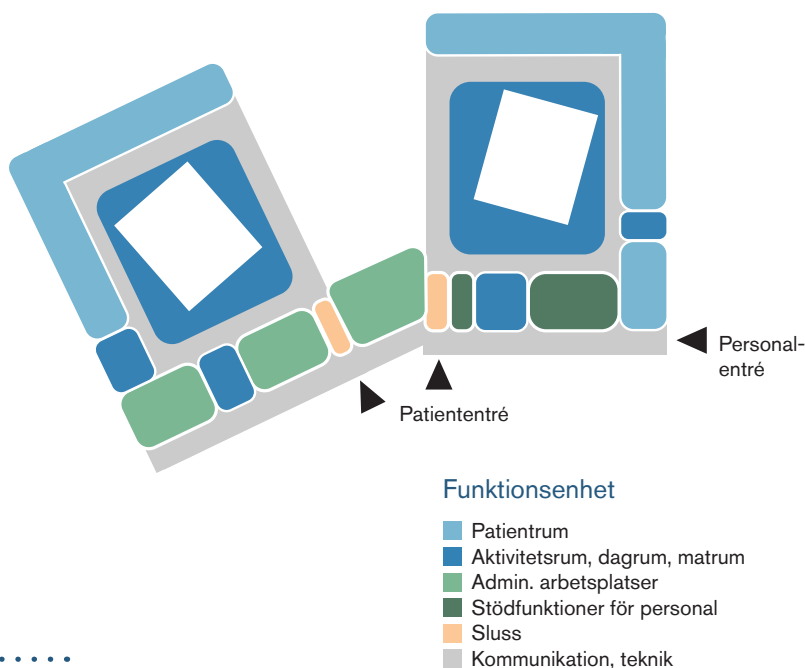 Personal-
entré
Patiententré
Funktionsenhet
Patientrum
Aktivitetsrum, dagrum, matrum
Admin. arbetsplatser
Stödfunktioner för personal
Sluss
Kommunikation, teknik